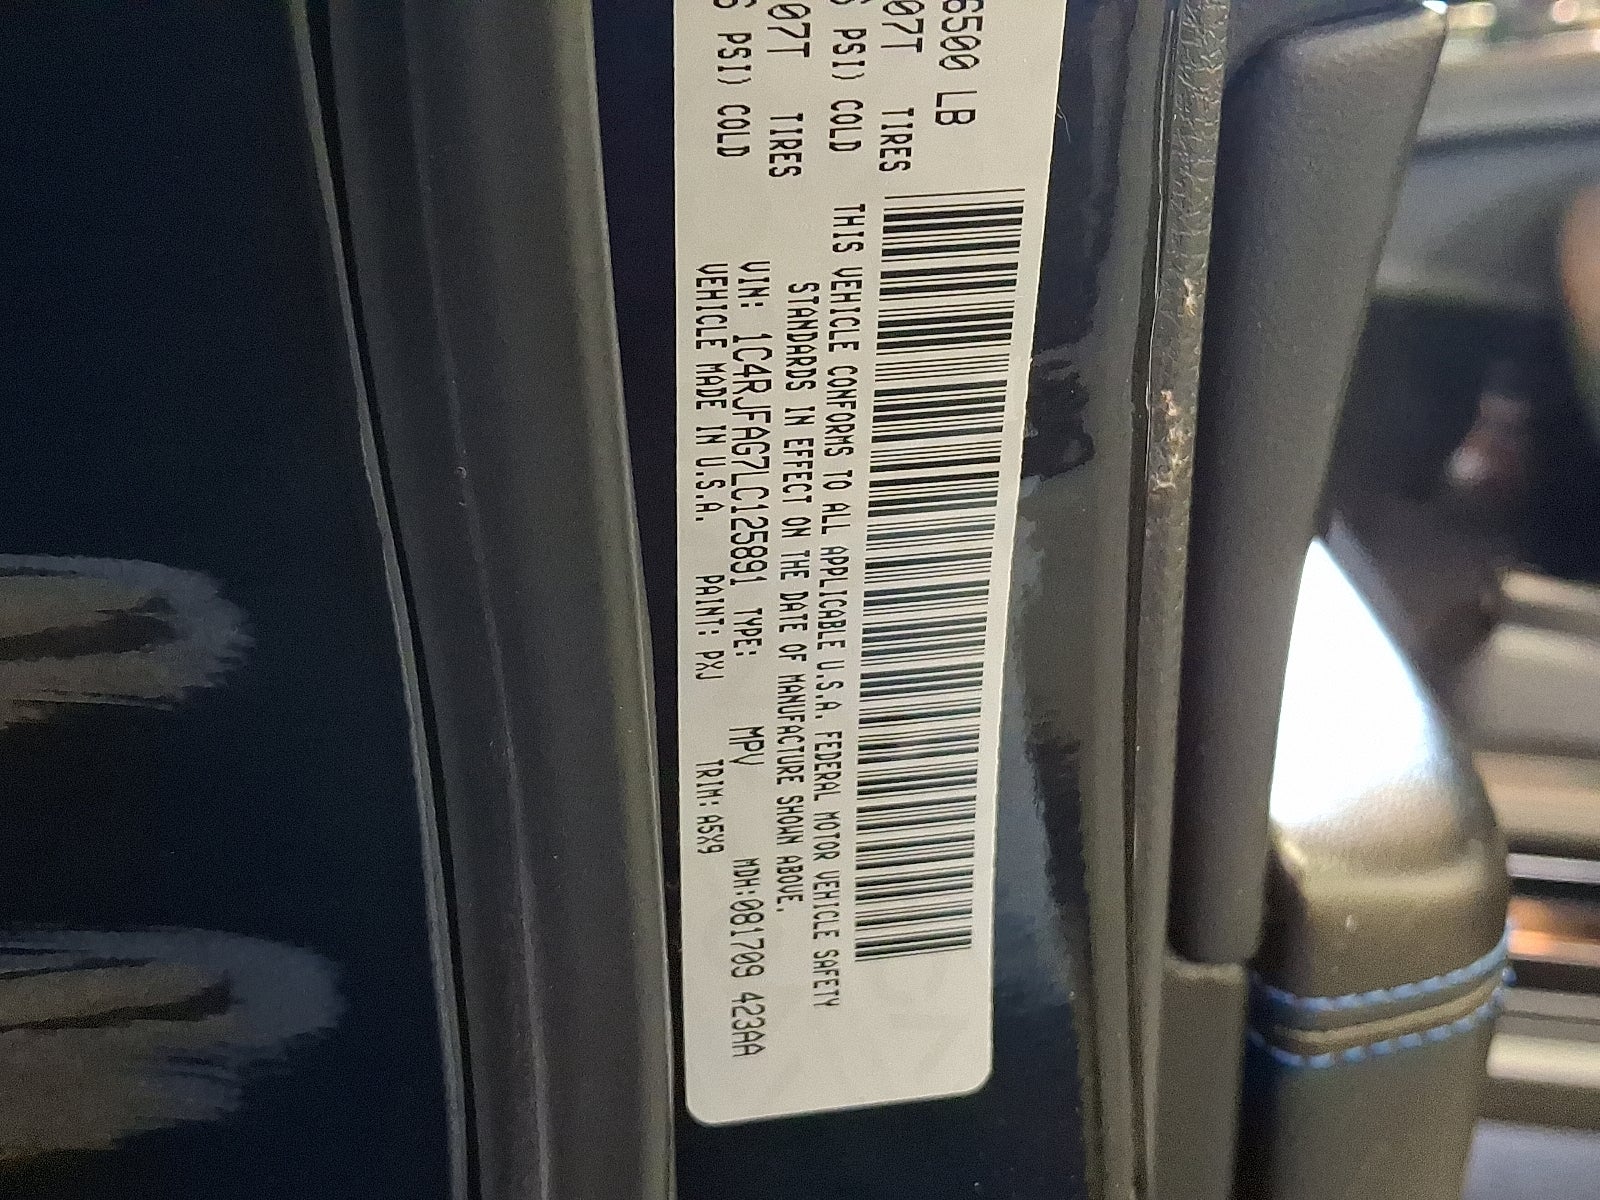 6500 LB
07T TIRES
PSI) COLD
07T TIRES
PSI) COLD
THIS VEHICLE CONFORMS TO ALL APPLICABLE U.S.A. FEDERAL MOTOR VEHICLE SAFETY
STANDARDS IN EFFECT ON THE DATE OF MANUFACTURE SHOWN ABOVE.
VIN: 1C4RJFAG7LC125891 TYPE: MPV MDH:081709 423AA
VEHICLE MADE IN U.S.A. PAINT: PXJ TRIM: A5X9